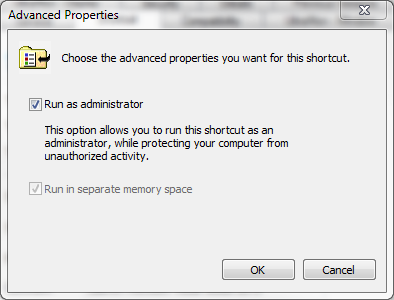 Advanced Properties
Choose the advanced properties you want for this shortcut.
Run as administrator
This option allows you to run this shortcut as an
administrator, while protecting your computer from
unauthorized activity.
Run in separate memory space
OK
Cancel